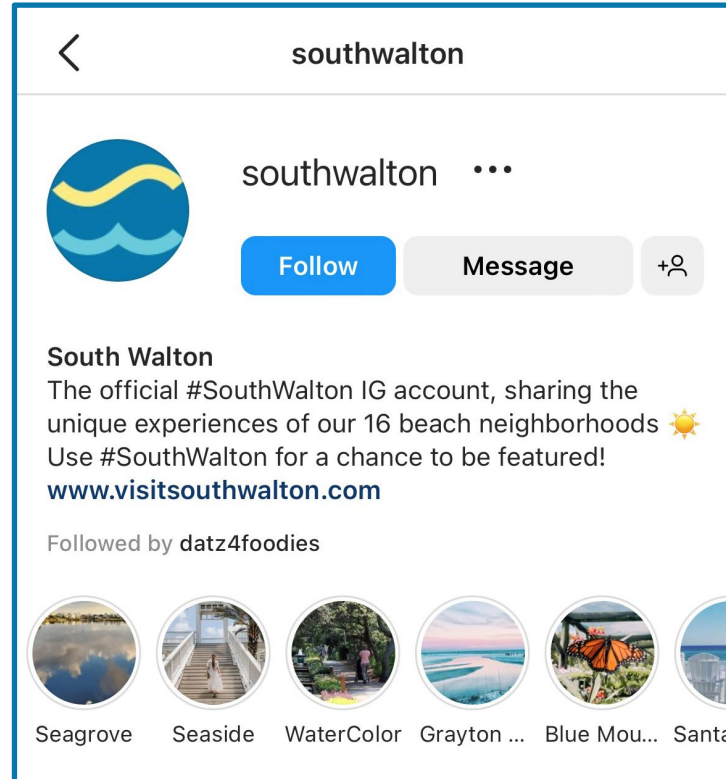 southwalton
southwalton
Follow Message
South Walton
The official #SouthWalton IG account, sharing the
unique experiences of our 16 beach neighborhoods ☀️
Use #SouthWalton for a chance to be featured!
www.visitsouthwalton.com
Followed by datz4foodies
Seagrove Seaside WaterColor Grayton ... Blue Mou... Santa